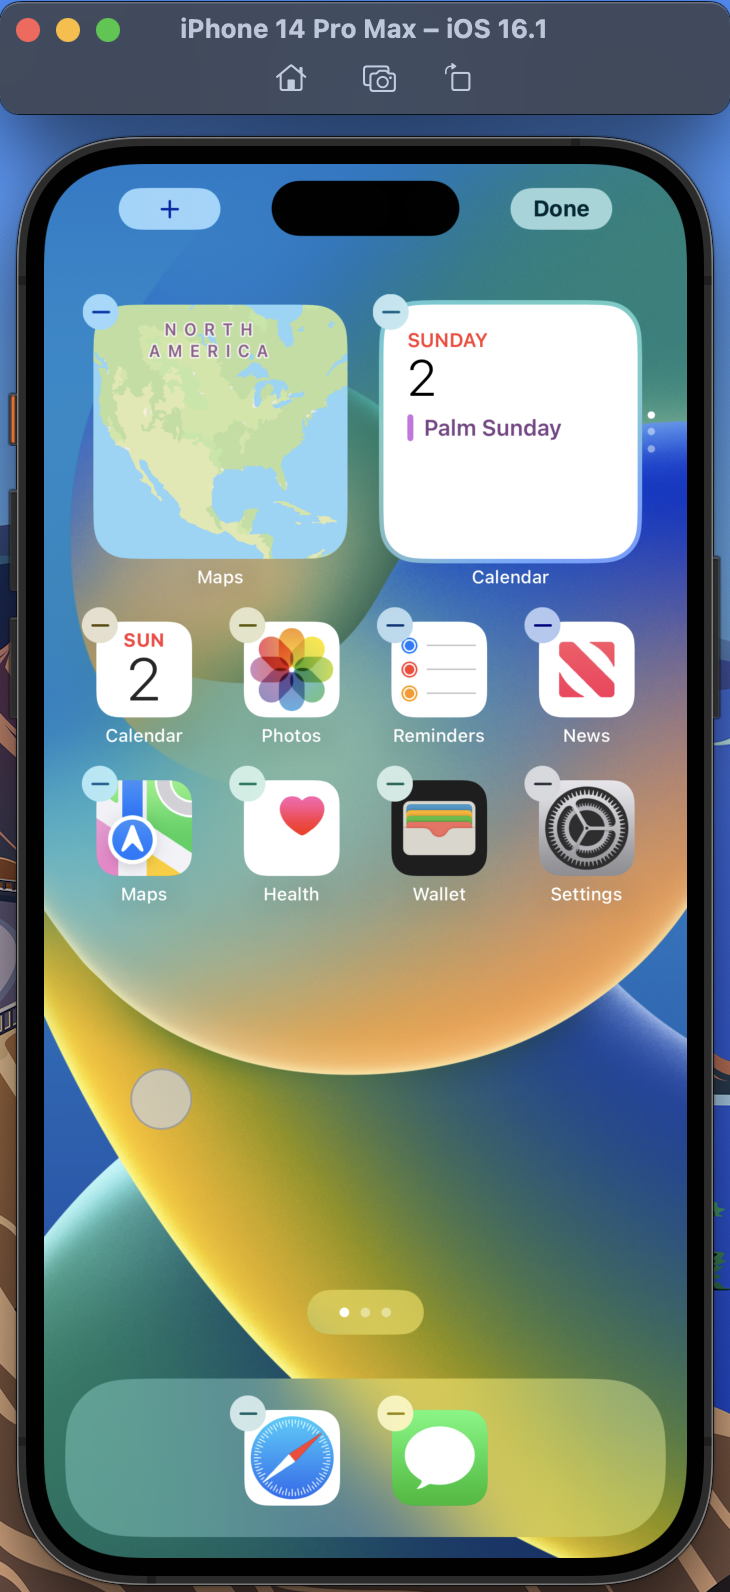 iPhone 14 Pro Max – iOS 16.1
+ Done
NORTH
AMERICA
SUNDAY
2
Palm Sunday
Maps Calendar
SUN
2
Calendar Photos Reminders News
Maps Health Wallet Settings